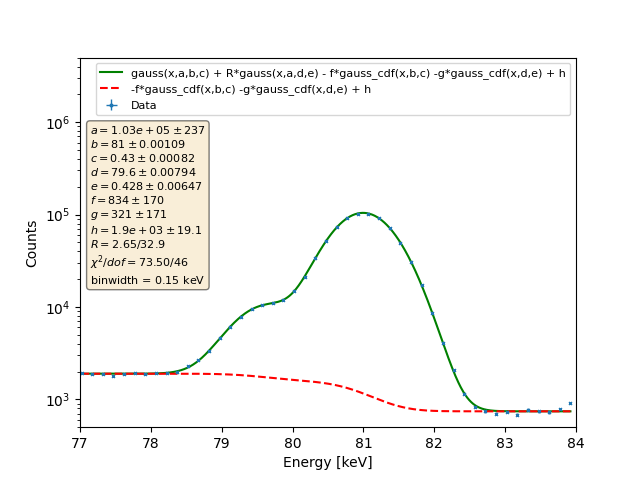 gauss(x,a,b,c) + R*gauss(x,a,d,e) - f*gauss_cdf(x,b,c) -g*gauss_cdf(x,d,e) + h
-f*gauss_cdf(x,b,c) -g*gauss_cdf(x,d,e) + h
Data
a = 1.03e + 05 ± 237
b = 81 ± 0.00109
c = 0.43 ± 0.00082
d = 79.6 ± 0.00794
e = 0.428 ± 0.00647
f = 834 ± 170
g = 321 ± 171
h = 1.9e + 03 ± 19.1
R = 2.65/32.9
χ²/dof = 73.50/46
binwidth = 0.15 keV
Counts
10⁶
10⁵
10⁴
10³
77 78 79 80 81 82 83 84
Energy [keV]